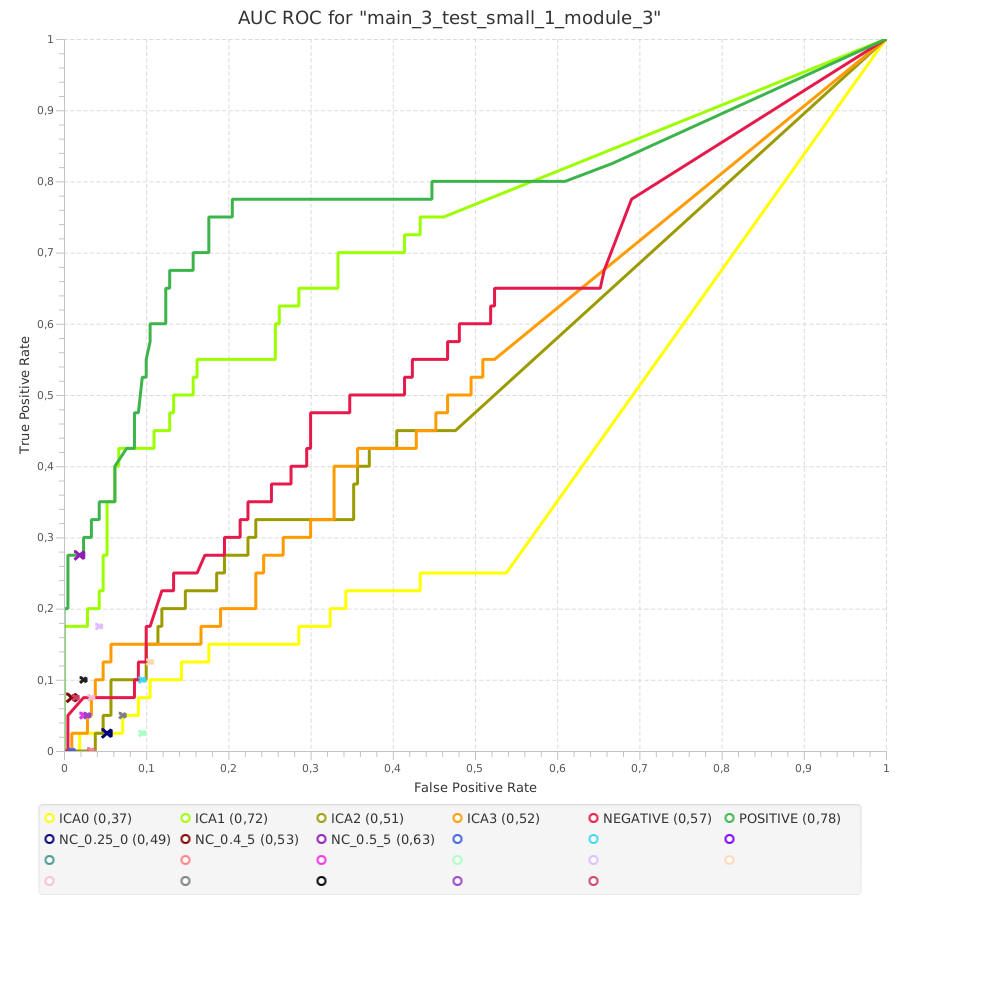 AUC ROC for "main_3_test_small_1_module_3"
1
0,9
0,8
0,7
0,6
0,5
0,4
0,3
0,2
0,1
0
True Positive Rate
0 0,1 0,2 0,3 0,4 0,5 0,6 0,7 0,8 0,9 1
False Positive Rate
ICA0 (0,37) ICA1 (0,72) ICA2 (0,51) ICA3 (0,52) NEGATIVE (0,57) POSITIVE (0,78)
NC_0.25_0 (0,49) NC_0.4_5 (0,53) NC_0.5_5 (0,63)